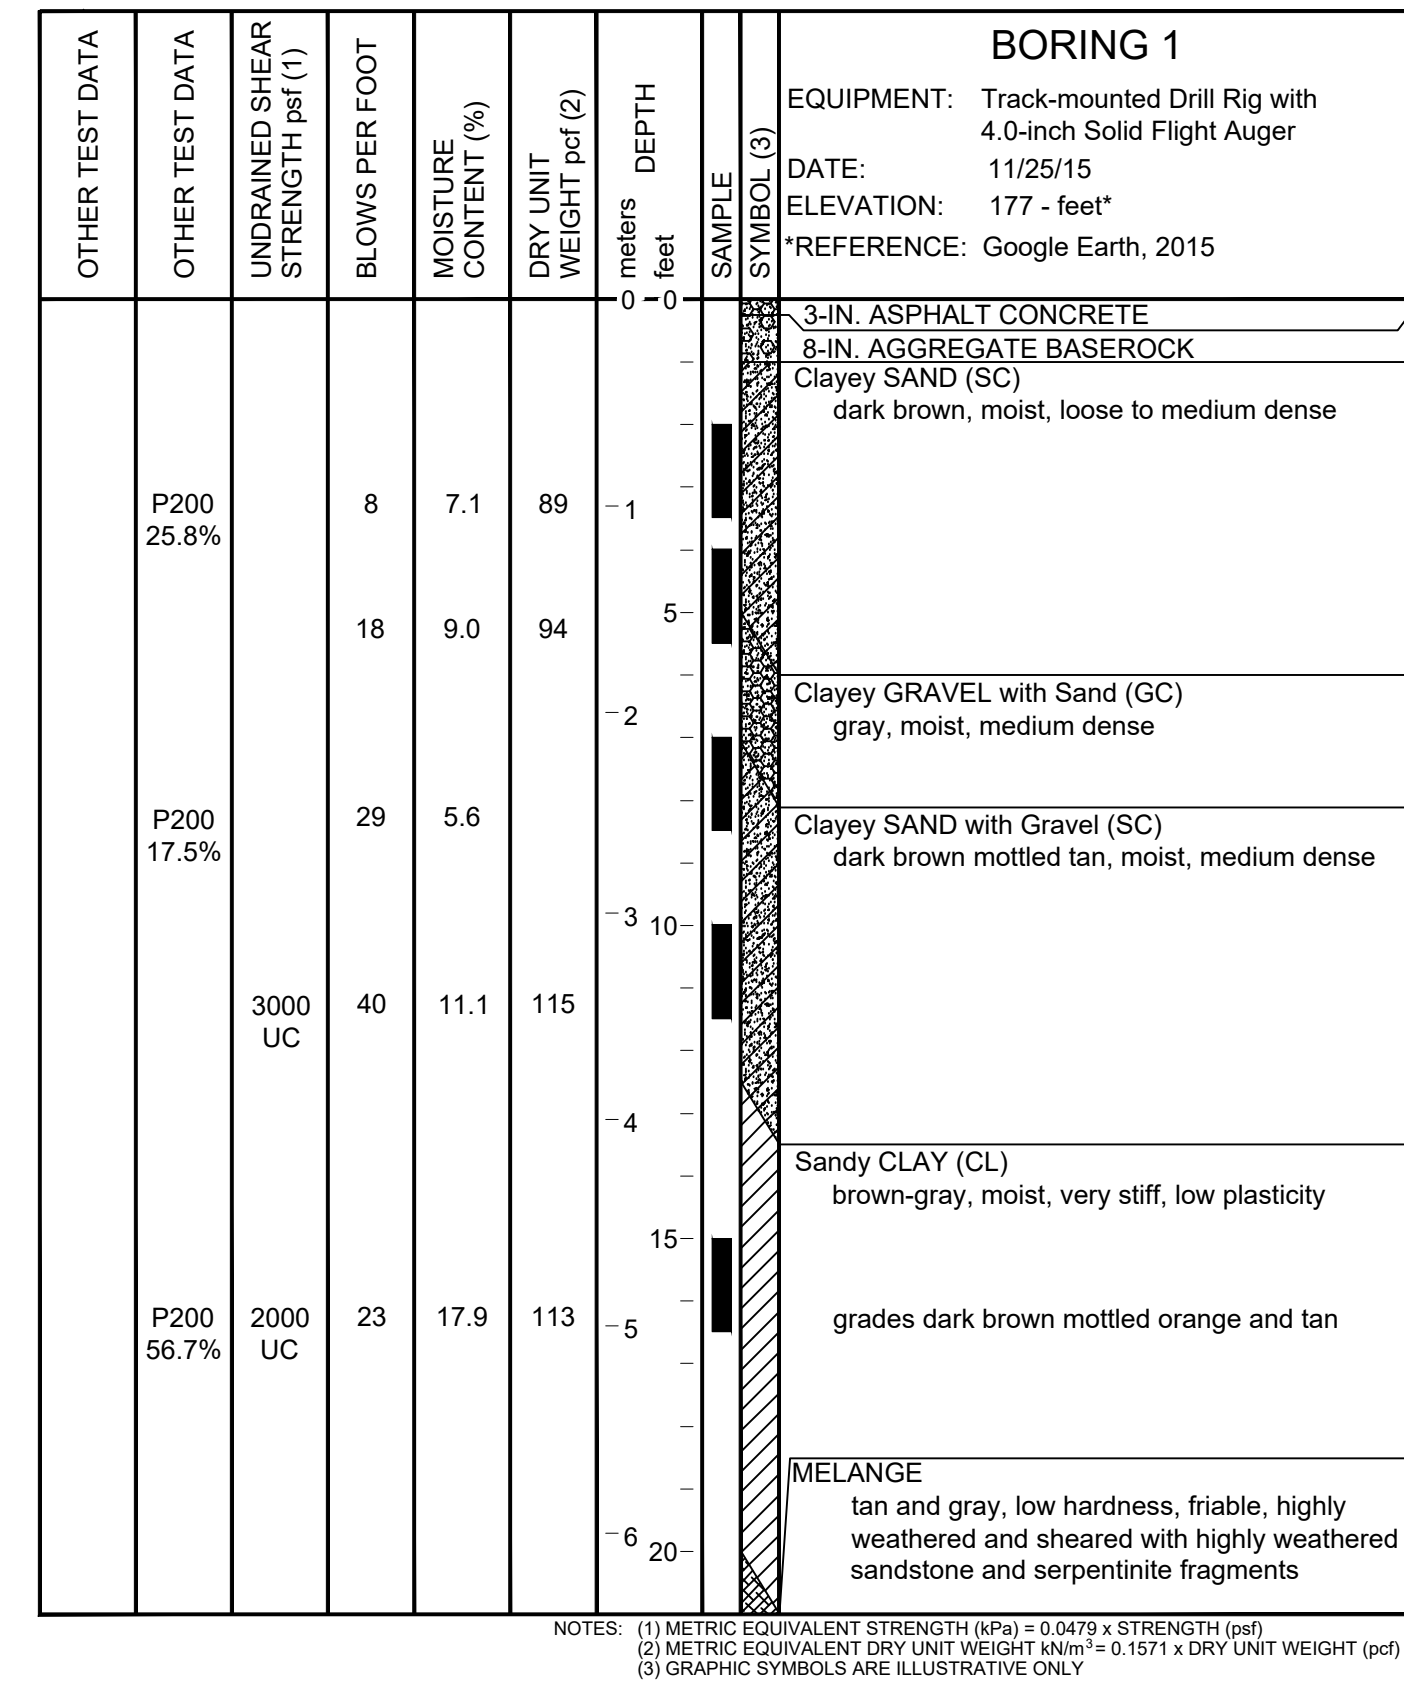 OTHER TEST DATA
OTHER TEST DATA
UNDRAINED SHEAR
STRENGTH psf (1)
BLOWS PER FOOT
MOISTURE
CONTENT (%)
DRY UNIT
WEIGHT pcf (2)
DEPTH
meters
feet
SAMPLE
SYMBOL (3)
BORING 1
EQUIPMENT: Track-mounted Drill Rig with
4.0-inch Solid Flight Auger
DATE: 11/25/15
ELEVATION: 177 - feet*
*REFERENCE: Google Earth, 2015
0 0
3-IN. ASPHALT CONCRETE
8-IN. AGGREGATE BASEROCK
Clayey SAND (SC)
dark brown, moist, loose to medium dense
P200 8 7.1 89 1
25.8%
5
18 9.0 94
Clayey GRAVEL with Sand (GC)
2
gray, moist, medium dense
P200 29 5.6
17.5%
Clayey SAND with Gravel (SC)
dark brown mottled tan, moist, medium dense
3 10
3000 40 11.1 115
UC
4
Sandy CLAY (CL)
brown-gray, moist, very stiff, low plasticity
15
P200 2000 23 17.9 113 5 grades dark brown mottled orange and tan
56.7% UC
MELANGE
tan and gray, low hardness, friable, highly
weathered and sheared with highly weathered
6 20
sandstone and serpentinite fragments
NOTES: (1) METRIC EQUIVALENT STRENGTH (kPa) = 0.0479 x STRENGTH (psf)
(2) METRIC EQUIVALENT DRY UNIT WEIGHT kN/m³ = 0.1571 x DRY UNIT WEIGHT (pcf)
(3) GRAPHIC SYMBOLS ARE ILLUSTRATIVE ONLY